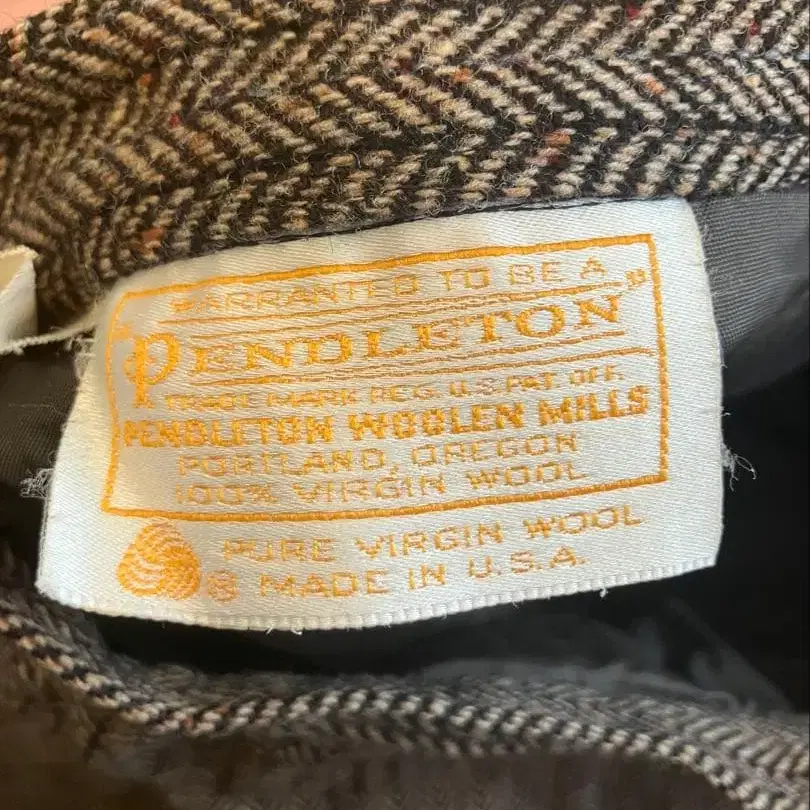 WARRANTED TO BE A
"PENDLETON"
TRADE MARK REG. U.S. PAT. OFF.
PENDLETON WOOLEN MILLS
PORTLAND, OREGON
100% VIRGIN WOOL
PURE VIRGIN WOOL
® MADE IN U.S.A.